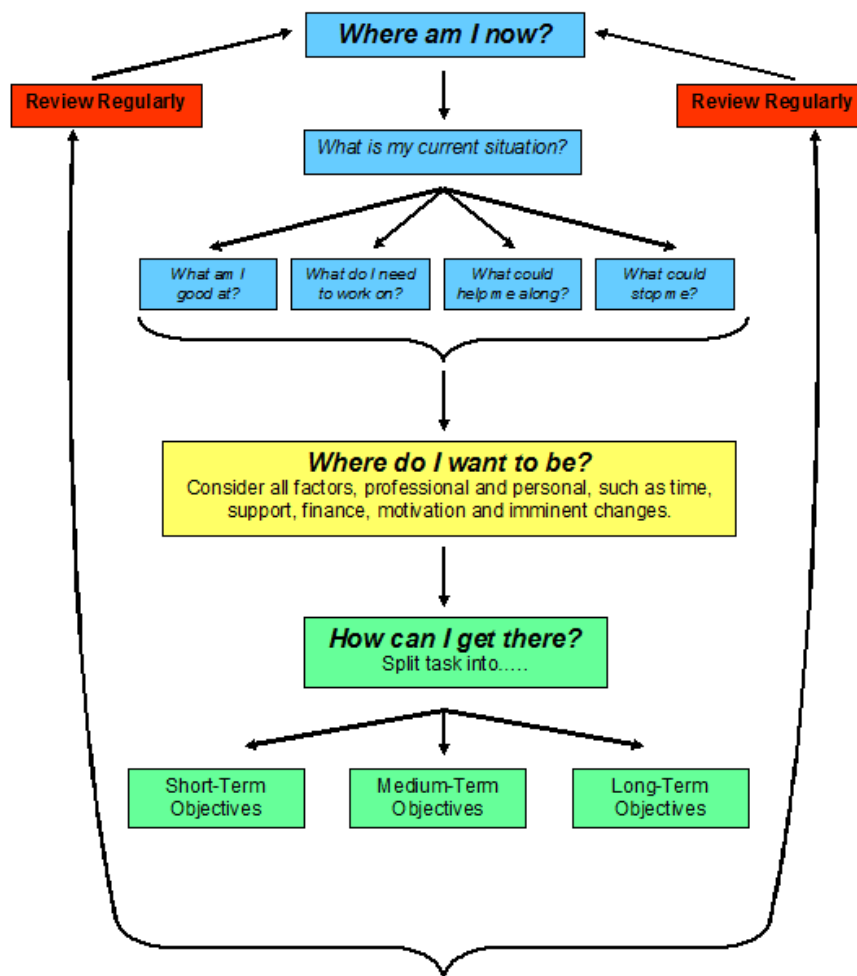 Where am I now?
Review Regularly
Review Regularly
What is my current situation?
What am I
good at?
What do I need
to work on?
What could
help me along?
What could
stop me?
Where do I want to be?
Consider all factors, professional and personal, such as time,
support, finance, motivation and imminent changes.
How can I get there?
Split task into.....
Short-Term
Objectives
Medium-Term
Objectives
Long-Term
Objectives